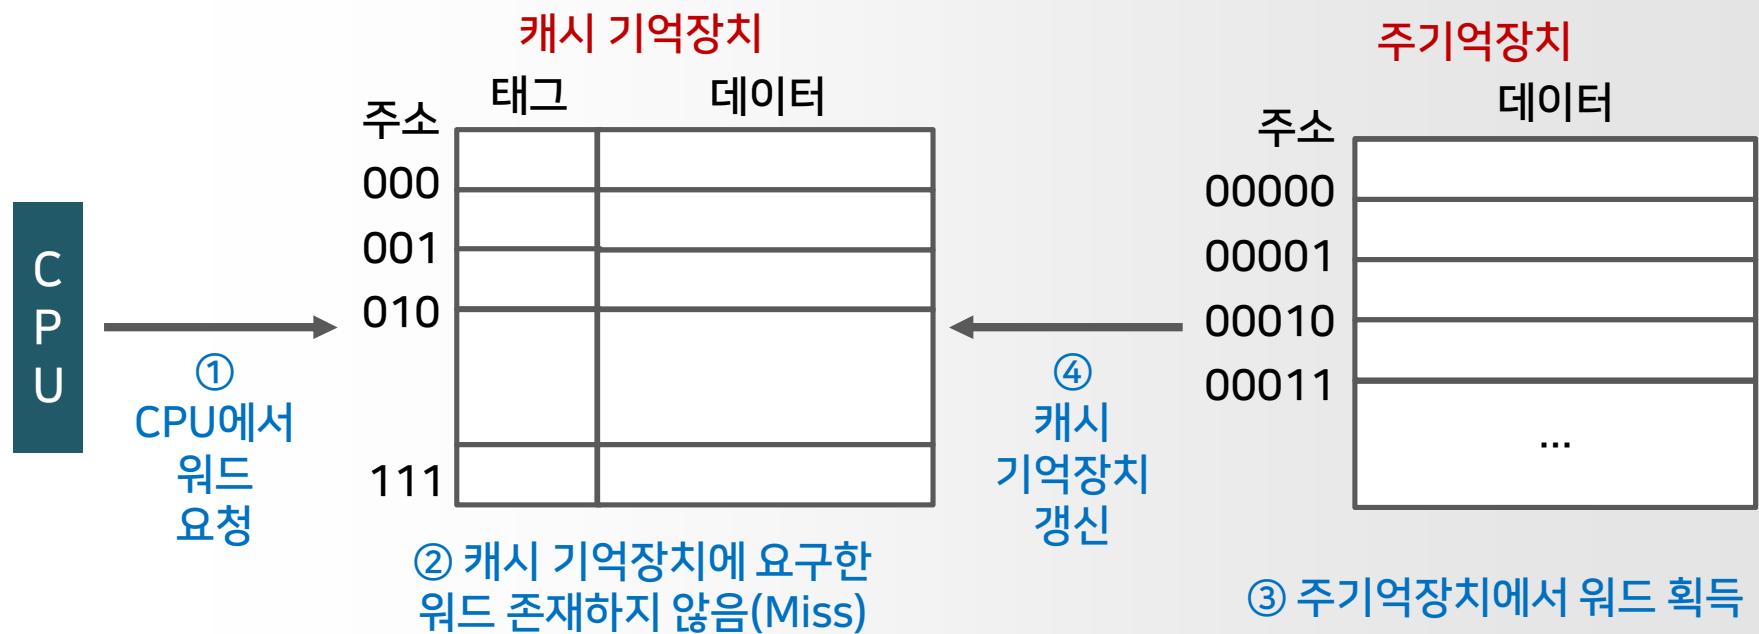 캐시 기억장치
주기억장치
태그
데이터
주소
000
001
010
111
데이터
주소
00000
00001
00010
00011
...
C
P
U
①
CPU에서
워드
요청
② 캐시 기억장치에 요구한
워드 존재하지 않음(Miss)
④
캐시
기억장치
갱신
③ 주기억장치에서 워드 획득